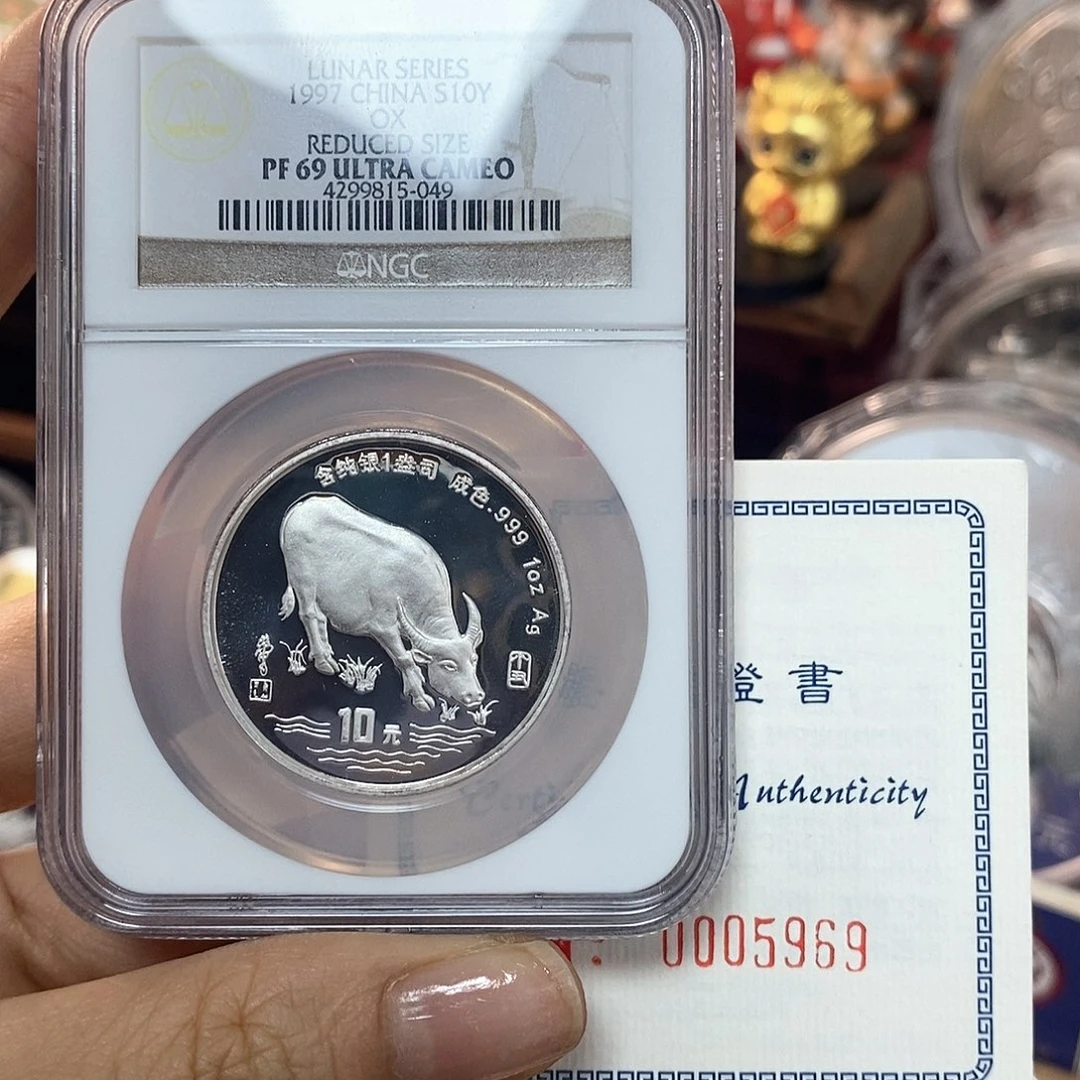 LUNAR SERIES
1997 CHINA S10Y
OX
REDUCED SIZE
PF 69 ULTRA CAMEO
4299815-049
NGC
含纯银1盎司 成色.999 1oz Ag
10元
證書
Authenticity
0005969